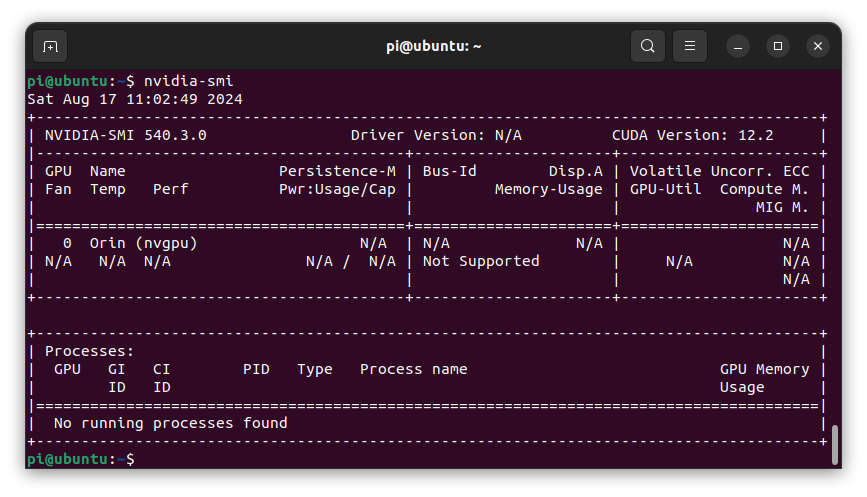 pi@ubuntu: ~
pi@ubuntu:~$ nvidia-smi
Sat Aug 17 11:02:49 2024
+---------------------------------------------------------------------------------------+
| NVIDIA-SMI 540.3.0                Driver Version: N/A          CUDA Version: 12.2     |
|-----------------------------------------+----------------------+----------------------+
| GPU  Name                 Persistence-M | Bus-Id        Disp.A | Volatile Uncorr. ECC |
| Fan  Temp   Perf          Pwr:Usage/Cap |         Memory-Usage | GPU-Util  Compute M. |
|                                         |                      |               MIG M. |
|=========================================+======================+======================|
|   0  Orin (nvgpu)                  N/A  | N/A              N/A |                  N/A |
| N/A   N/A  N/A               N/A /  N/A | Not Supported        |     N/A          N/A |
|                                         |                      |                  N/A |
+-----------------------------------------+----------------------+----------------------+
+---------------------------------------------------------------------------------------+
| Processes:                                                                            |
|  GPU   GI   CI        PID   Type   Process name                            GPU Memory |
|        ID   ID                                                             Usage      |
|=======================================================================================|
|  No running processes found                                                           |
+---------------------------------------------------------------------------------------+
pi@ubuntu:~$